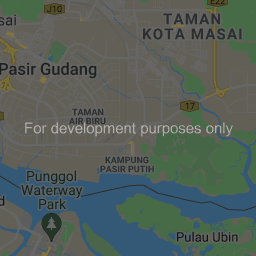 J10
E22
TAMAN
KOTA MASAI
sai
Pasir Gudang
17
TAMAN
AIR BIRU
For development purposes only
KAMPUNG
PASIR PUTIH
Punggol
Waterway
Park
Pulau Ubin